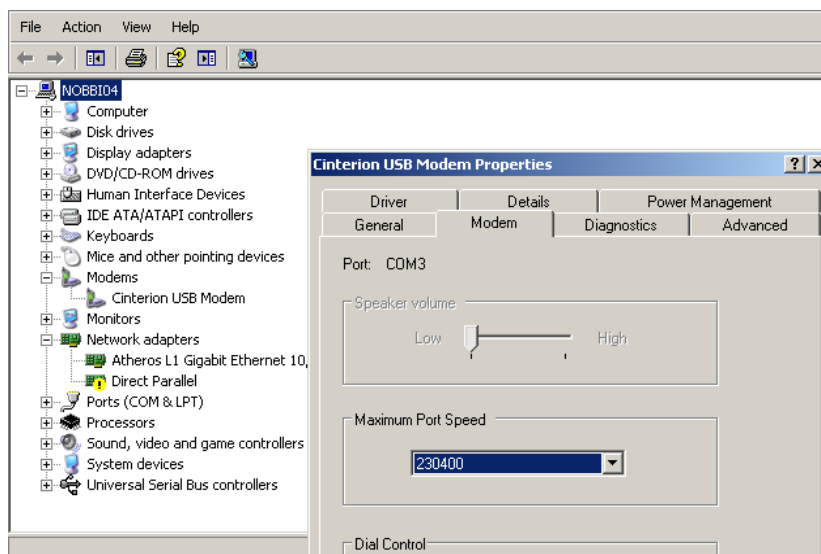 File Action View Help
NOBBI04
Computer
Disk drives
Display adapters
DVD/CD-ROM drives
Human Interface Devices
IDE ATA/ATAPI controllers
Keyboards
Mice and other pointing devices
Modems
Cinterion USB Modem
Monitors
Network adapters
Atheros L1 Gigabit Ethernet 10,
Direct Parallel
Ports (COM & LPT)
Processors
Sound, video and game controllers
System devices
Universal Serial Bus controllers
Cinterion USB Modem Properties
Driver Details Power Management
General Modem Diagnostics Advanced
Port: COM3
Speaker volume
Low High
Maximum Port Speed
230400
Dial Control